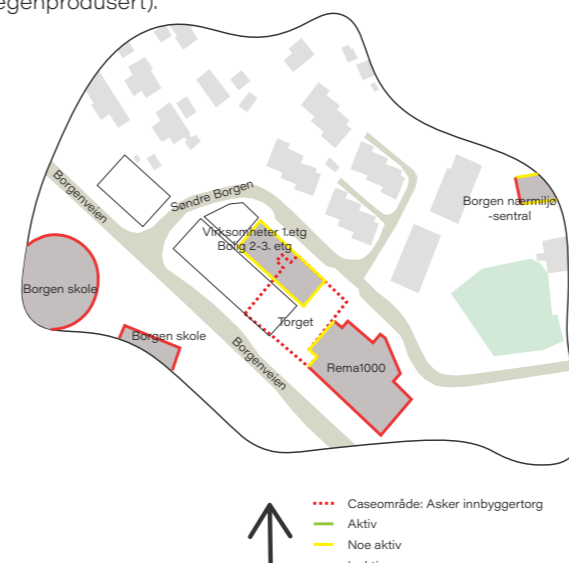 egenprodusert).
Borgenveien
Søndre Borgen
Borgen nærmiljø
-sentral
Virksomheter 1.etg
Bolig 2-3. etg
Borgen skole
Torget
Borgen skole
Borgenveien
Rema1000
Caseområde: Asker innbyggertorg
Aktiv
Noe aktiv